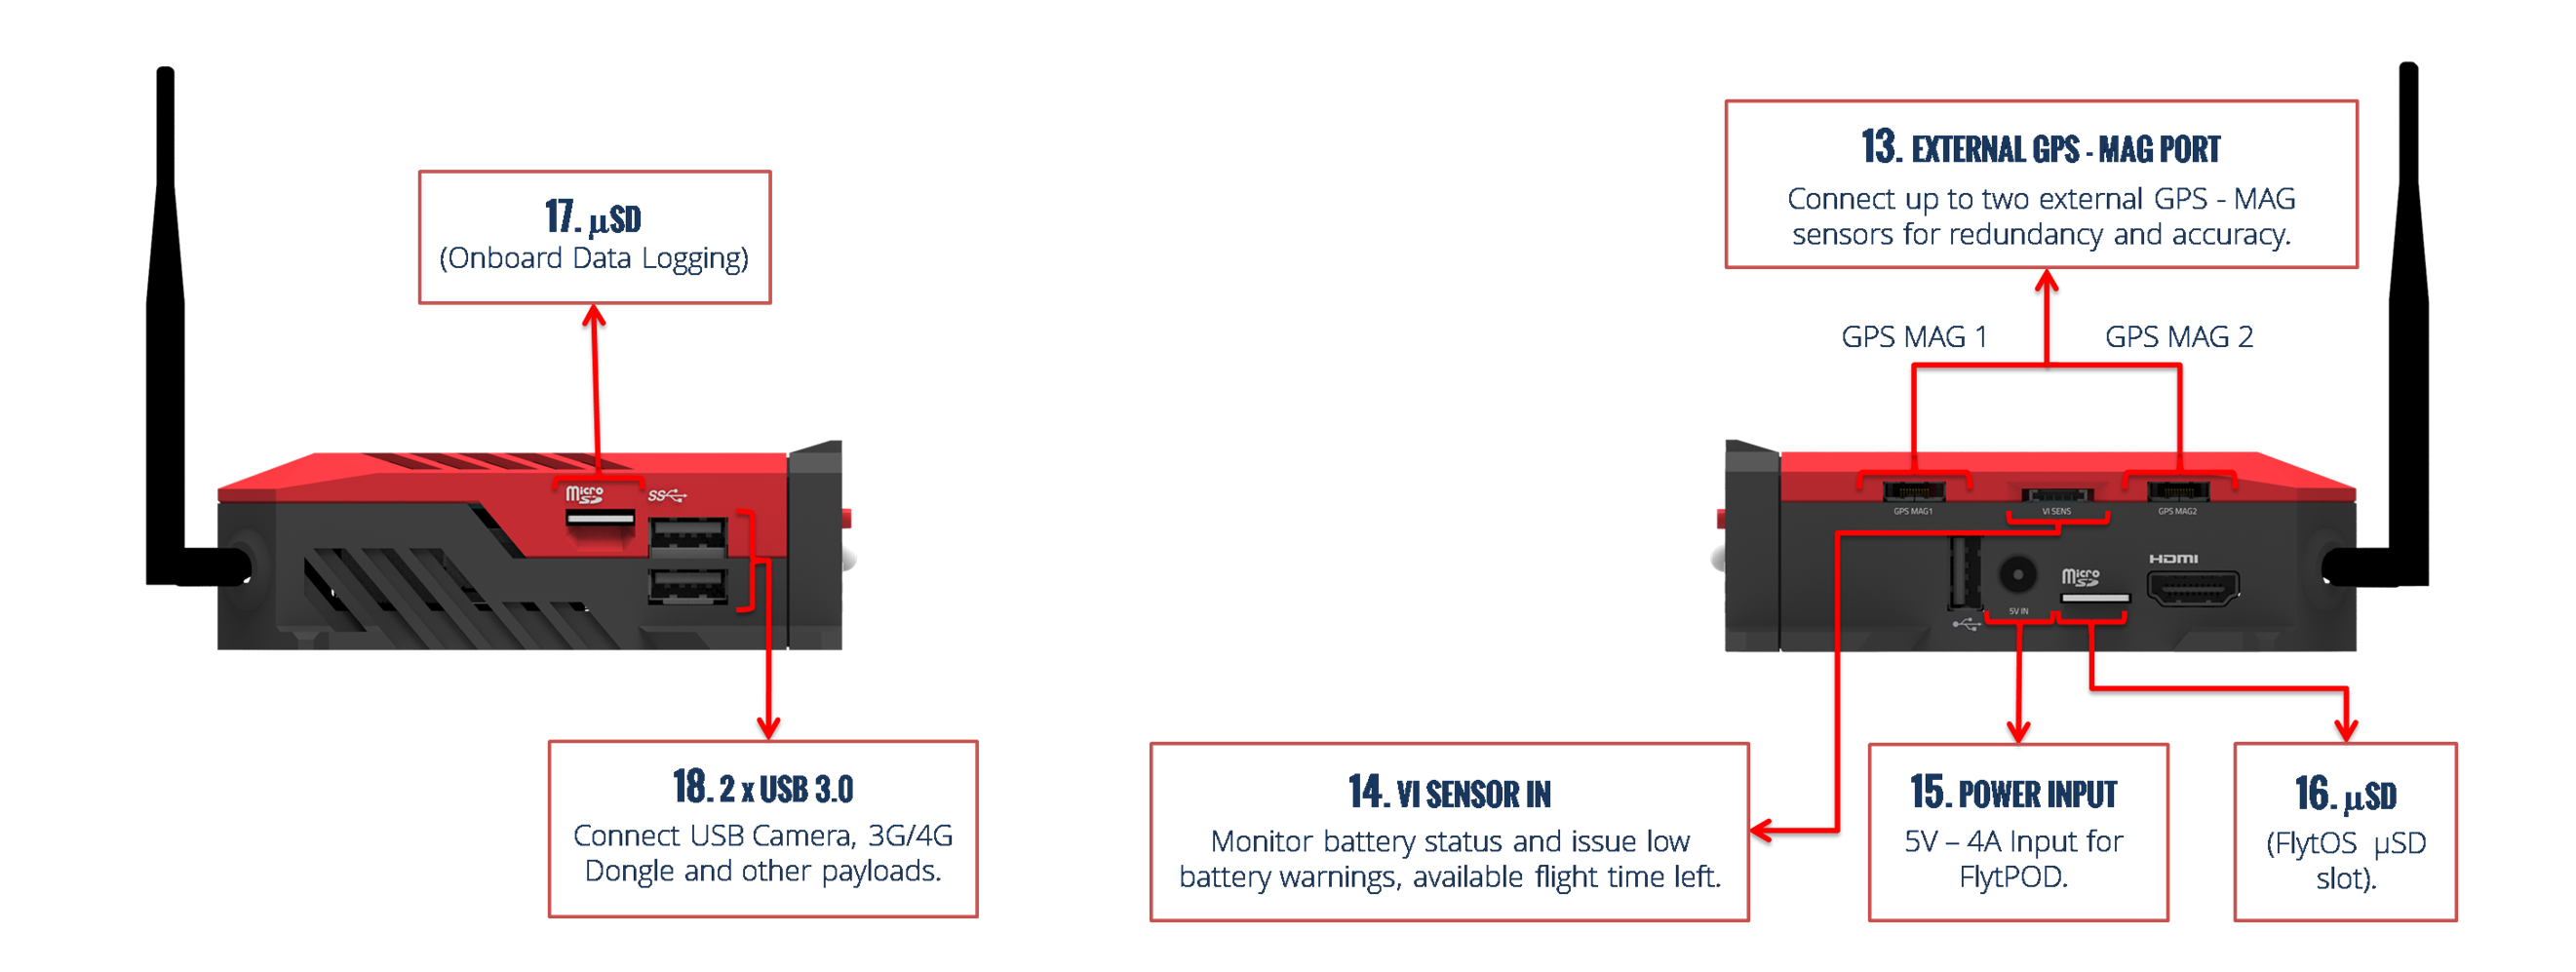 17. µSD
(Onboard Data Logging)
Micro
SD
SS
18. 2 x USB 3.0
Connect USB Camera, 3G/4G
Dongle and other payloads.
13. EXTERNAL GPS - MAG PORT
Connect up to two external GPS - MAG
sensors for redundancy and accuracy.
GPS MAG 1
GPS MAG 2
GPS MAG1
VI SENS
GPS MAG2
HDMI
Micro
SD
5V IN
14. VI SENSOR IN
Monitor battery status and issue low
battery warnings, available flight time left.
15. POWER INPUT
5V – 4A Input for
FlytPOD.
16. µSD
(FlytOS µSD
slot).